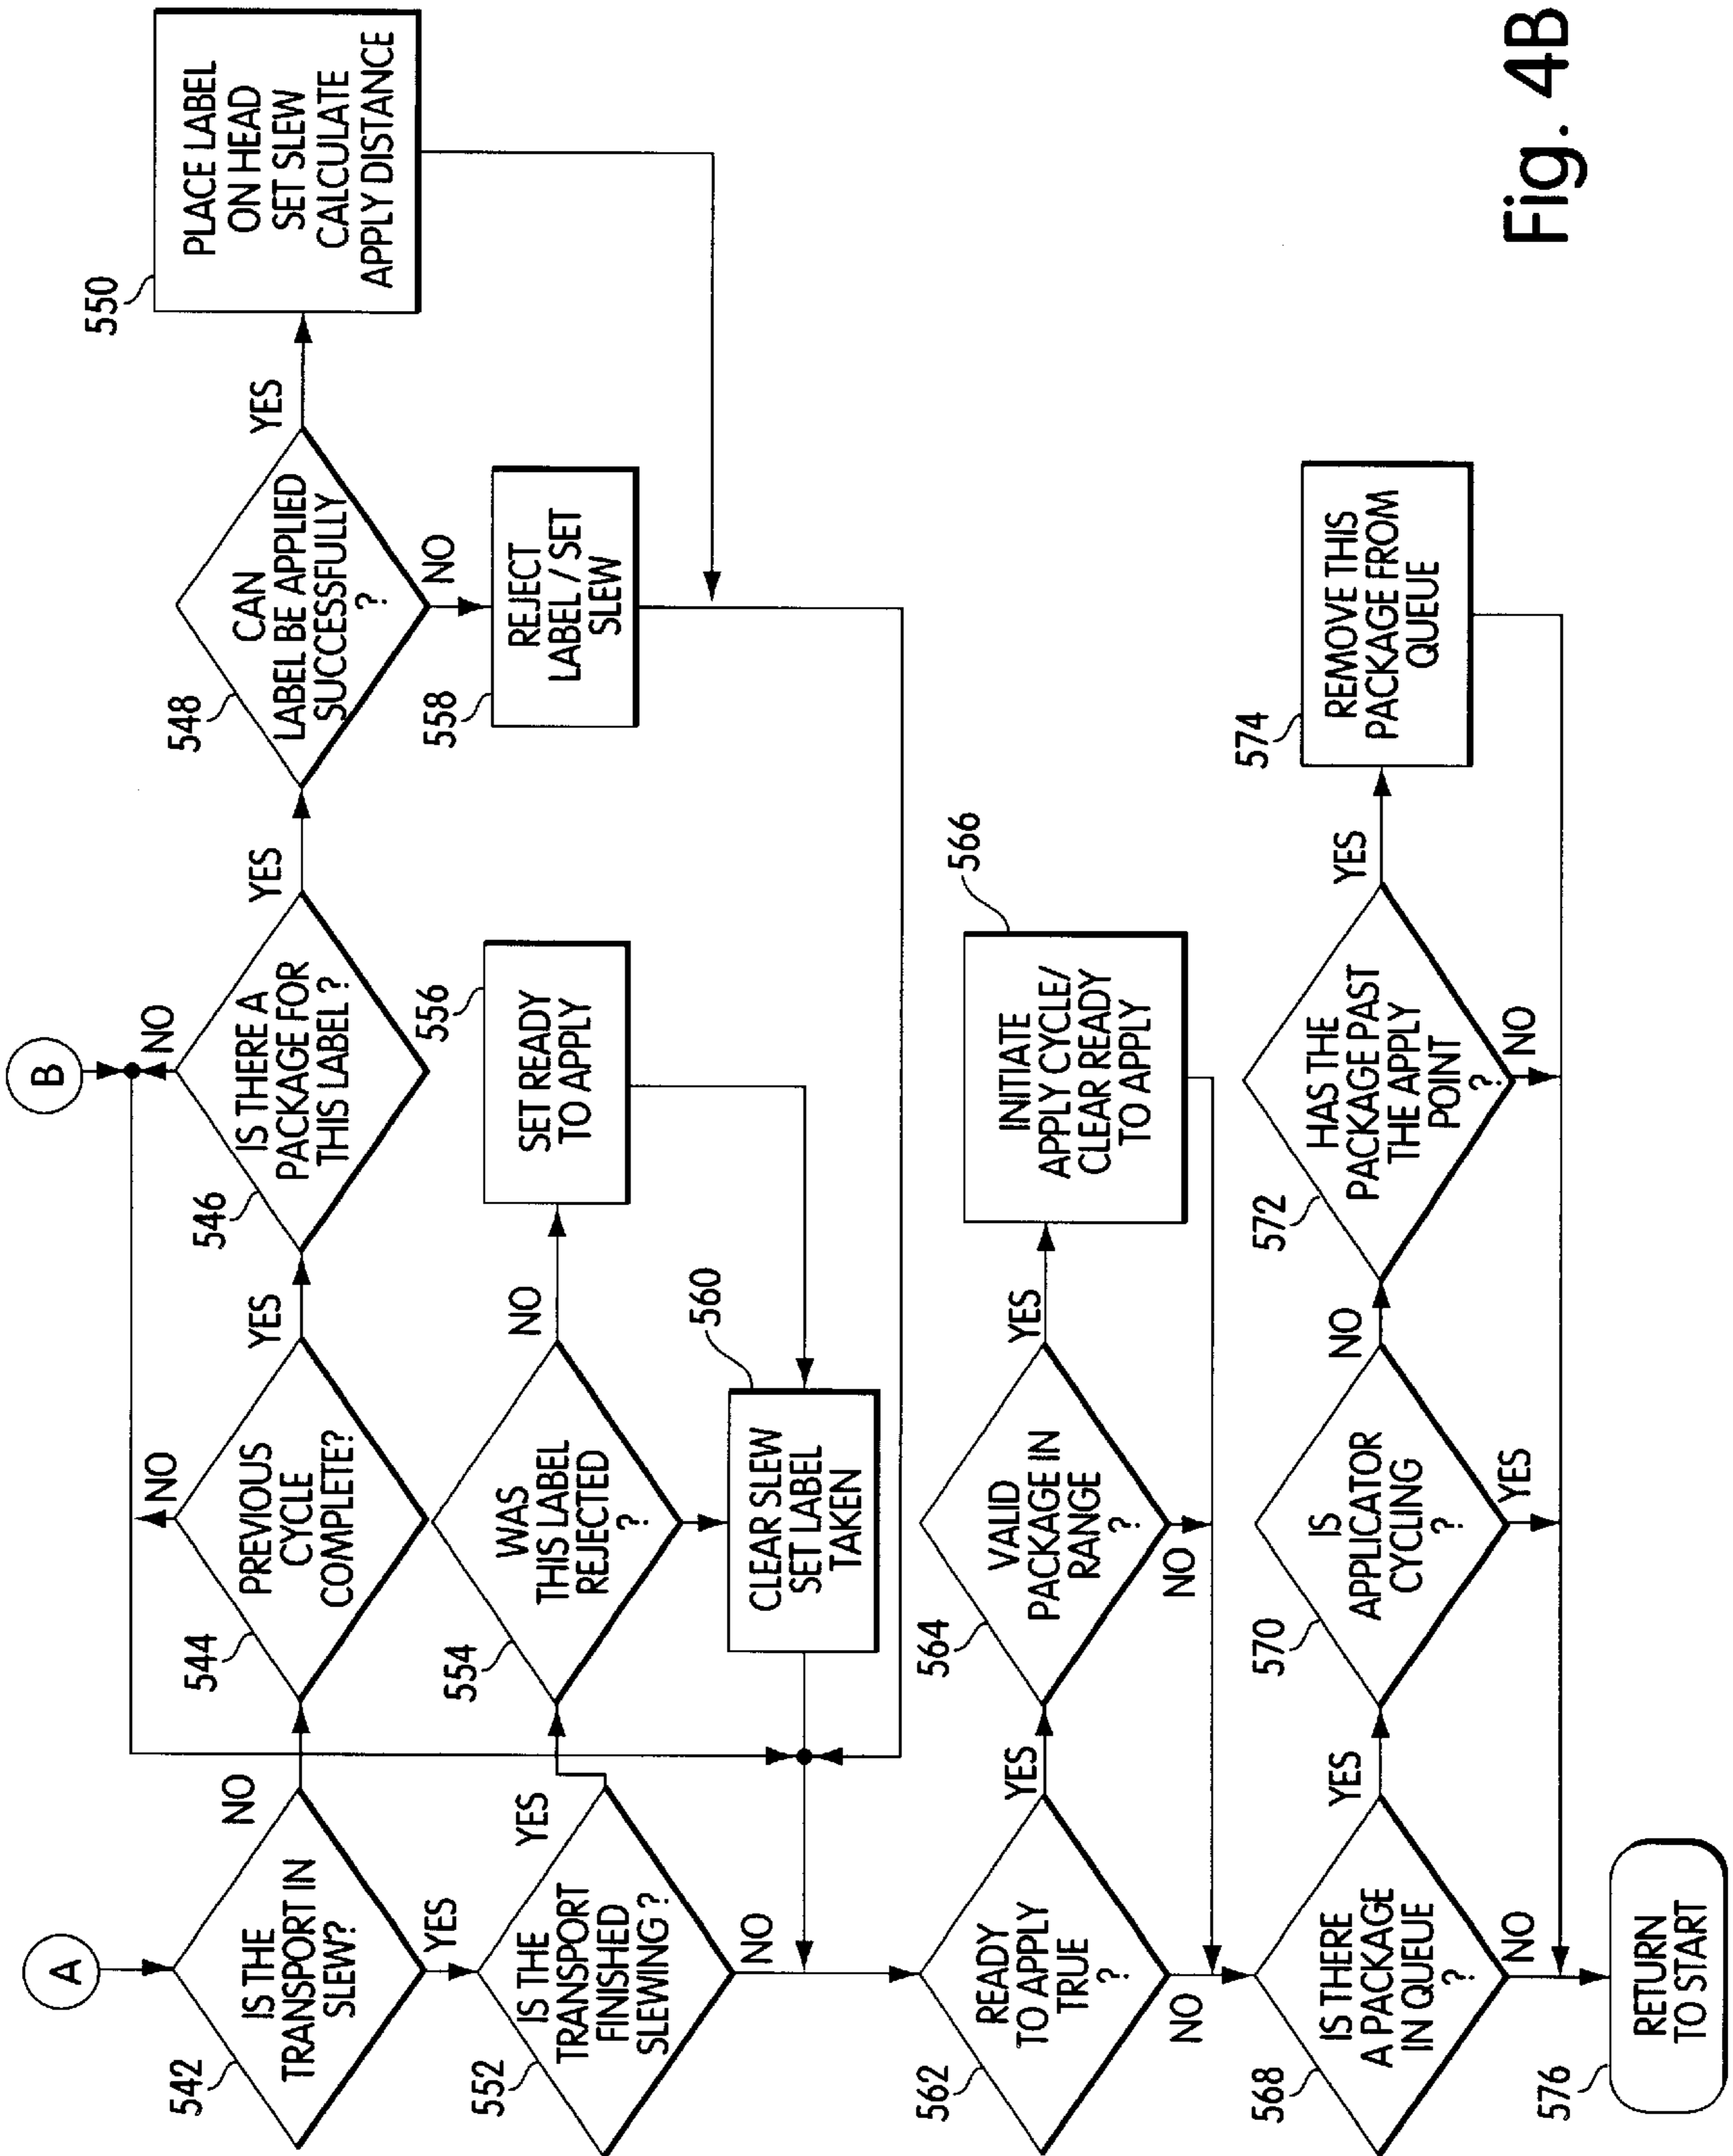 A
B
542
IS THE
TRANSPORT IN
SLEW?
NO
YES
544
PREVIOUS
CYCLE
COMPLETE?
NO
YES
546
IS THERE A
PACKAGE FOR
THIS LABEL ?
NO
YES
548
CAN
LABEL BE APPLIED
SUCCESSFULLY
?
YES
NO
550
PLACE LABEL
ON HEAD
SET SLEW
CALCULATE
APPLY DISTANCE
552
IS THE
TRANSPORT
FINISHED
SLEWING ?
YES
NO
554
WAS
THIS LABEL
REJECTED
?
NO
556
SET READY
TO APPLY
558
REJECT
LABEL / SET
SLEW
560
CLEAR SLEW
SET LABEL
TAKEN
562
READY
TO APPLY
TRUE
?
YES
NO
564
VALID
PACKAGE IN
RANGE
?
YES
NO
566
INITIATE
APPLY CYCLE/
CLEAR READY
TO APPLY
568
IS THERE
A PACKAGE
IN QUEUE
?
YES
NO
570
IS
APPLICATOR
CYCLING
?
NO
YES
572
HAS THE
PACKAGE PAST
THE APPLY
POINT
?
YES
NO
574
REMOVE THIS
PACKAGE FROM
QUEUE
576
RETURN
TO START
Fig. 4B